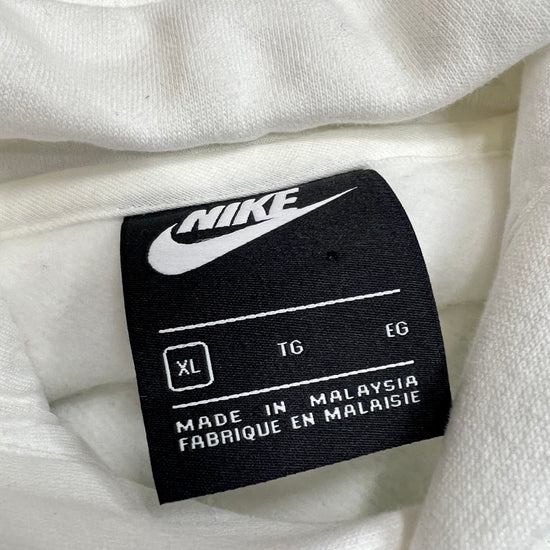 NIKE
XL TG EG
MADE IN MALAYSIA
FABRIQUE EN MALAISIE